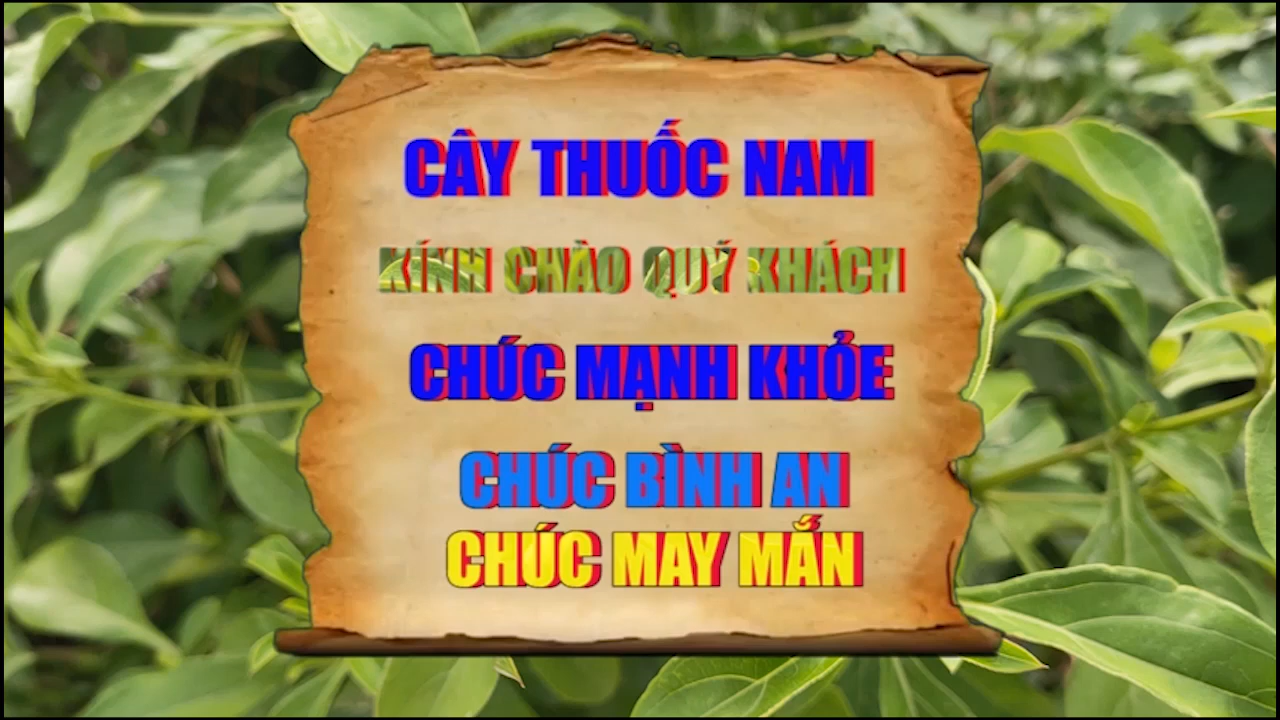 CÂY THUỐC NAM
KÍNH CHÀO QUÝ KHÁCH
CHÚC MẠNH KHỎE
CHÚC BÌNH AN
CHÚC MAY MẮN